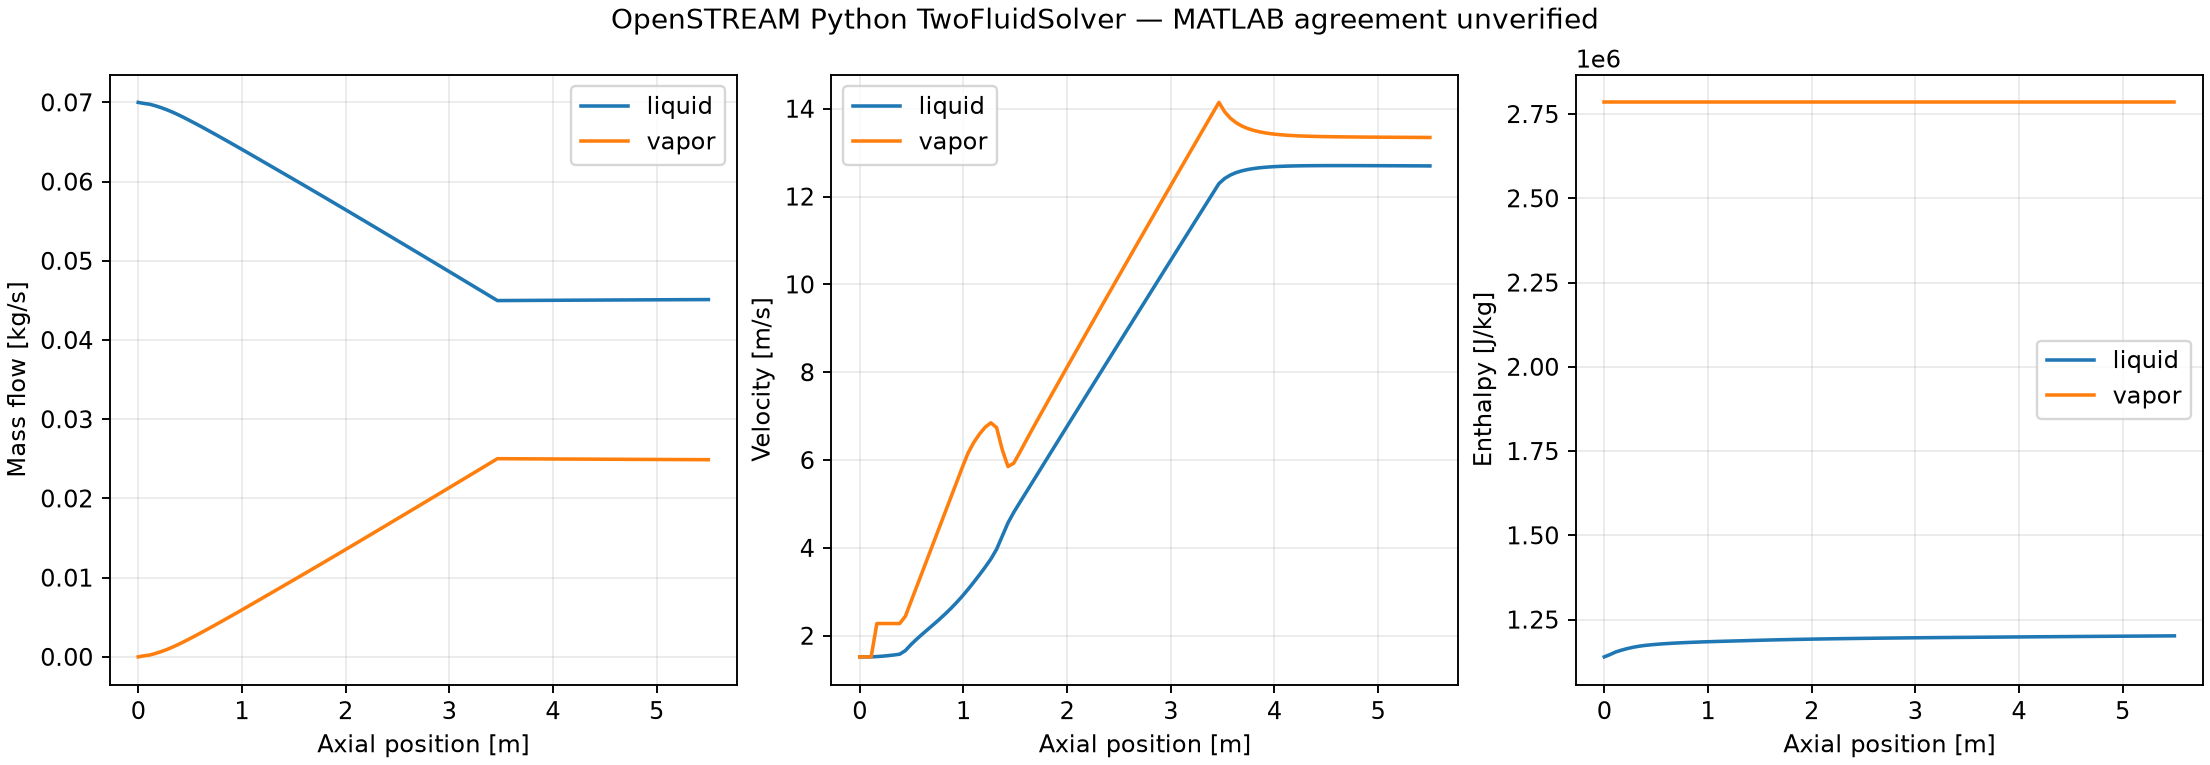 OpenSTREAM Python TwoFluidSolver — MATLAB agreement unverified
Mass flow [kg/s]
0.07
0.06
0.05
0.04
0.03
0.02
0.01
0.00
liquid
vapor
0 1 2 3 4 5
Axial position [m]
Velocity [m/s]
14
12
10
8
6
4
2
liquid
vapor
0 1 2 3 4 5
Axial position [m]
1e6
Enthalpy [J/kg]
2.75
2.50
2.25
2.00
1.75
1.50
1.25
liquid
vapor
0 1 2 3 4 5
Axial position [m]